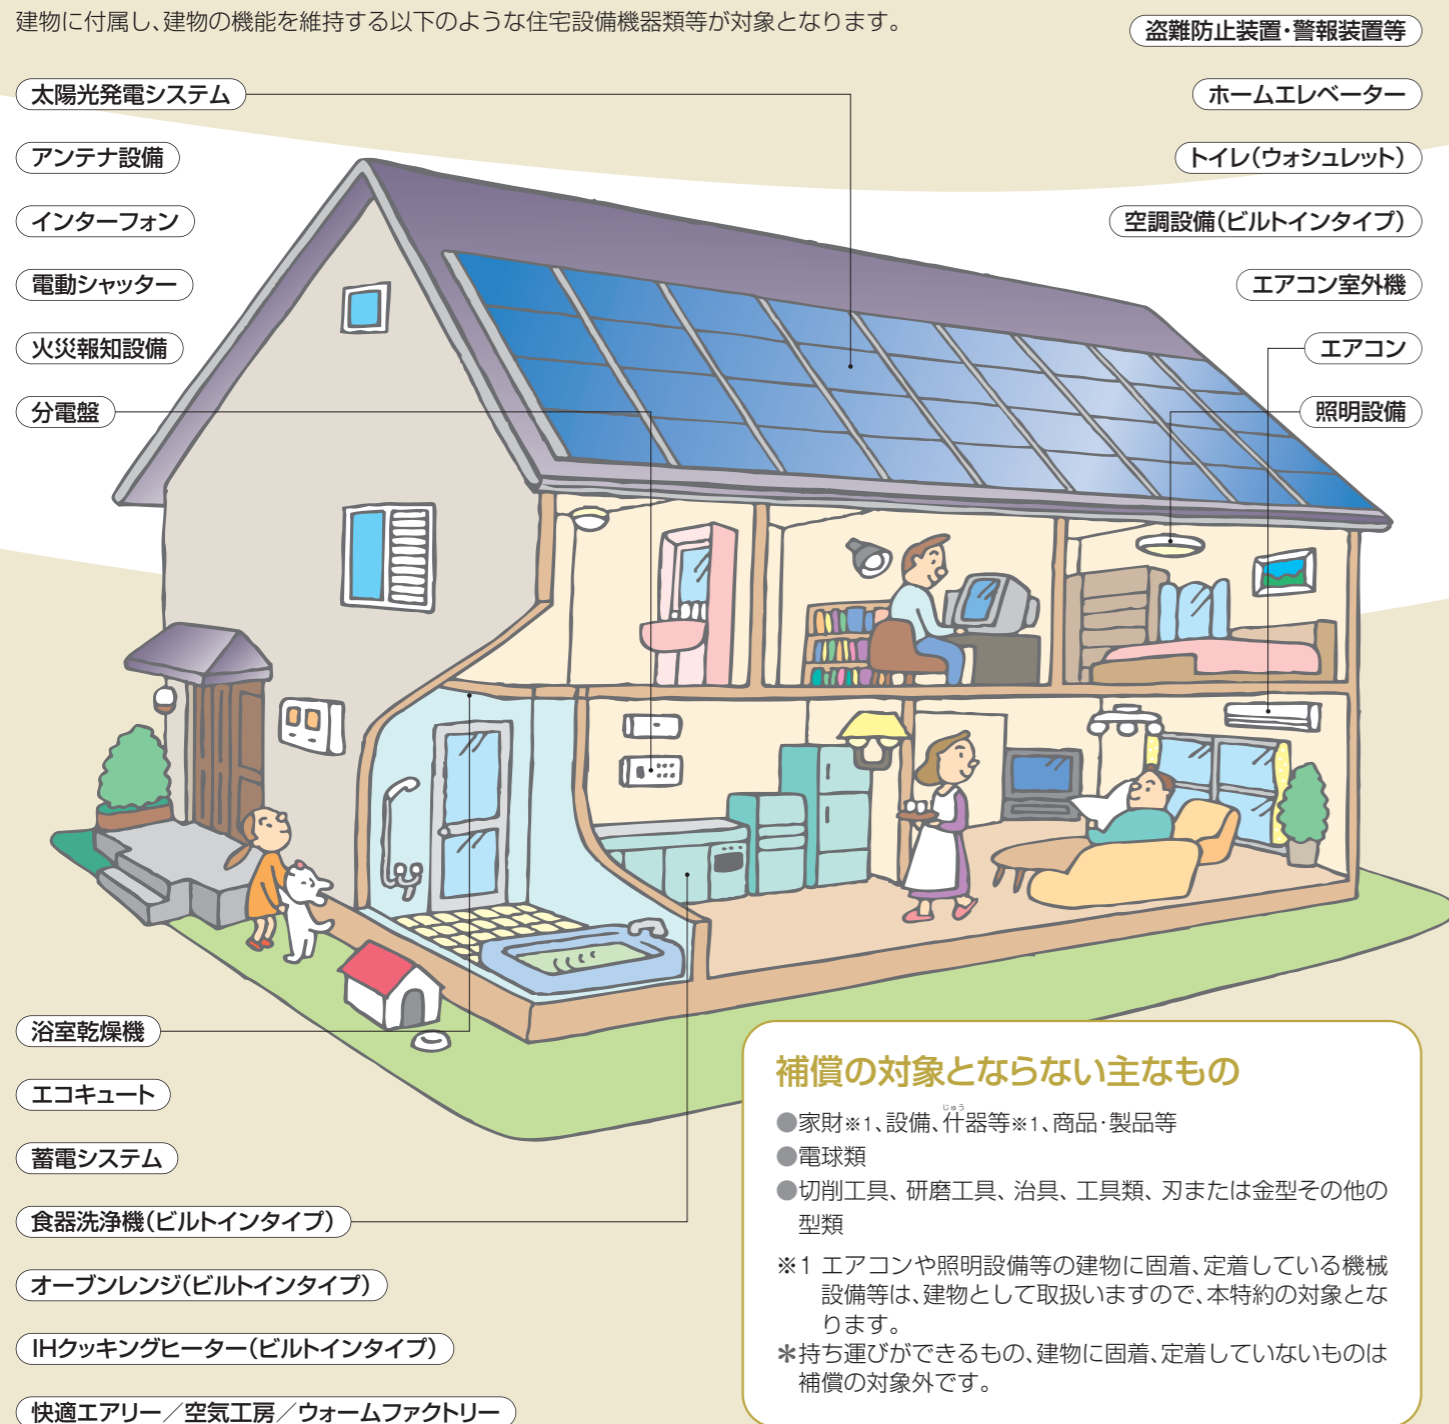 建物に付属し、建物の機能を維持する以下のような住宅設備機器類等が対象となります。
太陽光発電システム
アンテナ設備
インターフォン
電動シャッター
火災報知設備
分電盤
盗難防止装置・警報装置等
ホームエレベーター
トイレ(ウォシュレット)
空調設備(ビルトインタイプ)
エアコン室外機
エアコン
照明設備
浴室乾燥機
エコキュート
蓄電システム
食器洗浄機(ビルトインタイプ)
オーブンレンジ(ビルトインタイプ)
IHクッキングヒーター(ビルトインタイプ)
快適エアリー/空気工房/ウォームファクトリー
補償の対象とならない主なもの
じゅう
●家財※1、設備、什器等※1、商品・製品等
●電球類
●切削工具、研磨工具、治具、工具類、刃または金型その他の
型類
※1 エアコンや照明設備等の建物に固着、定着している機械
設備等は、建物として取扱いますので、本特約の対象とな
ります。
＊持ち運びができるもの、建物に固着、定着していないものは
補償の対象外です。